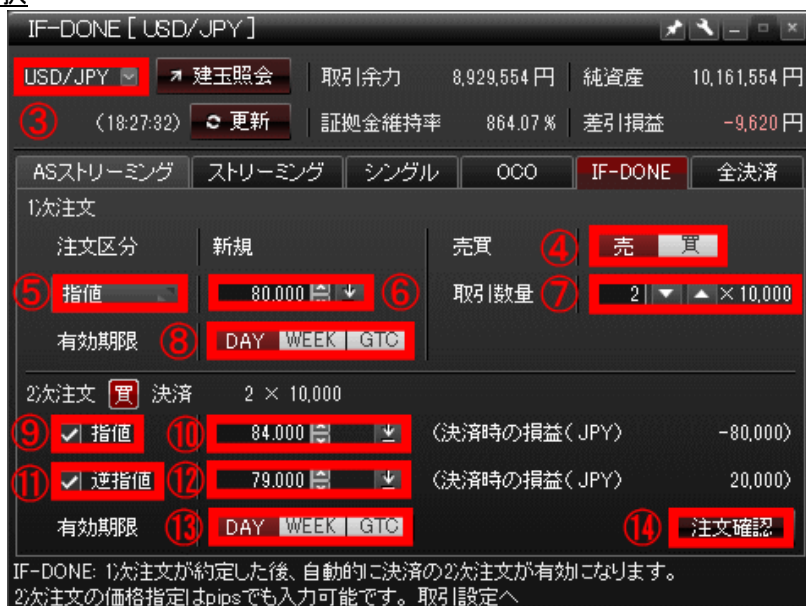 択
IF-DONE [ USD/JPY ]
USD/JPY 建玉照会 取引余力 8,929,554 円 純資産 10,161,554 円
③ (18:27:32) 更新 証拠金維持率 864.07 % 差引損益 -9,620 円
ASストリーミング ストリーミング シングル OCO IF-DONE 全決済
1次注文
注文区分 新規 売買 ④ 売 買
⑤ 指値 80.000 ⑥ 取引数量 ⑦ 2 × 10,000
有効期限 ⑧ DAY WEEK GTC
2次注文 買 決済 2 × 10,000
⑨ 指値 ⑩ 84.000 (決済時の損益( JPY) -80,000)
⑪ 逆指値 ⑫ 79.000 (決済時の損益( JPY) 20,000)
有効期限 ⑬ DAY WEEK GTC ⑭ 注文確認
IF-DONE: 1次注文が約定した後、自動的に決済の2次注文が有効になります。
2次注文の価格指定はpipsでも入力可能です。取引設定へ